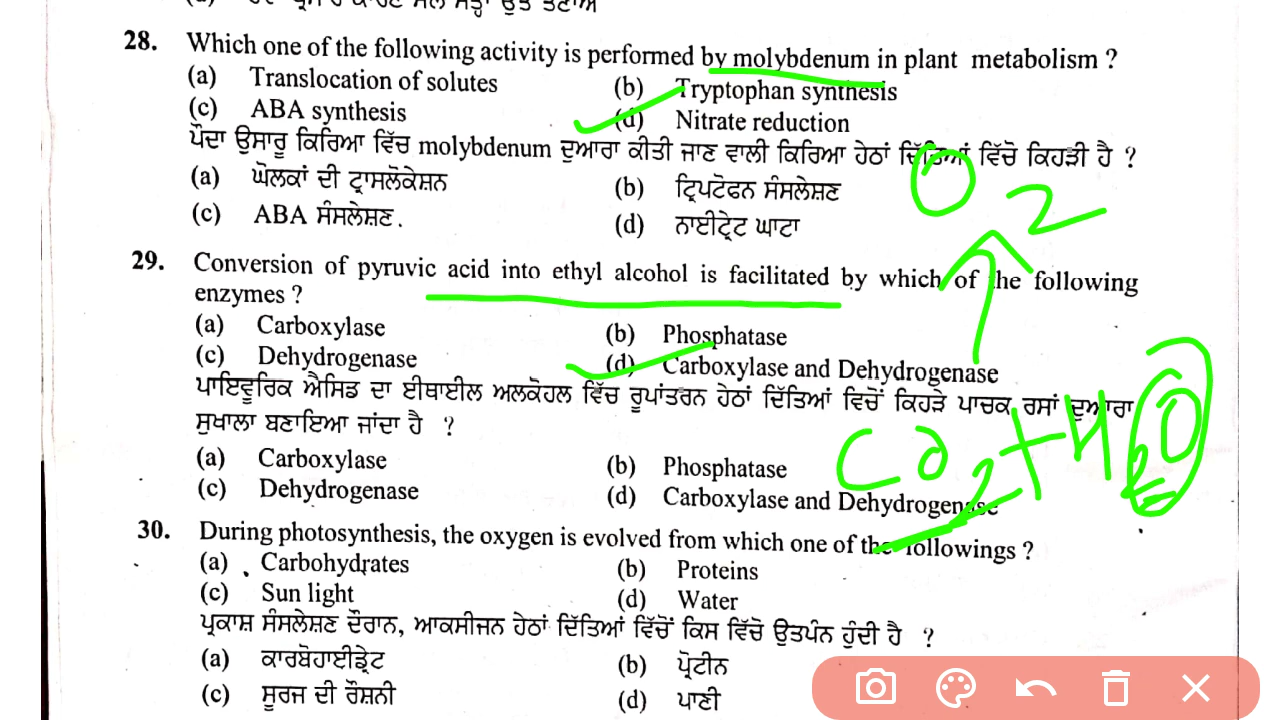 28. Which one of the following activity is performed by molybdenum in plant metabolism ?
(a) Translocation of solutes (b) Tryptophan synthesis
(c) ABA synthesis (d) Nitrate reduction
ਪੌਦਾ ਉਸਾਰੂ ਕਿਰਿਆ ਵਿੱਚ molybdenum ਦੁਆਰਾ ਕੀਤੀ ਜਾਣ ਵਾਲੀ ਕਿਰਿਆ ਹੇਠਾਂ ਦਿੱਤਿਆਂ ਵਿੱਚੋ ਕਿਹੜੀ ਹੈ ?
(a) ਘੋਲਕਾਂ ਦੀ ਟ੍ਰਾਸਲੋਕੇਸ਼ਨ (b) ਟ੍ਰਿਪਟੋਫਨ ਸੰਸਲੇਸ਼ਣ
(c) ABA ਸੰਸਲੇਸ਼ਣ. (d) ਨਾਈਟ੍ਰੇਟ ਘਾਟਾ
O2
29. Conversion of pyruvic acid into ethyl alcohol is facilitated by which of the following
enzymes ?
(a) Carboxylase (b) Phosphatase
(c) Dehydrogenase (d) Carboxylase and Dehydrogenase
ਪਾਇਵੂਰਿਕ ਐਸਿਡ ਦਾ ਈਥਾਈਲ ਅਲਕੋਹਲ ਵਿੱਚ ਰੂਪਾਂਤਰਨ ਹੇਠਾਂ ਦਿੱਤਿਆਂ ਵਿਚੋਂ ਕਿਹੜੇ ਪਾਚਕ ਰਸਾਂ ਦੁਆਰਾ
ਸੁਖਾਲਾ ਬਣਾਇਆ ਜਾਂਦਾ ਹੈ ?
(a) Carboxylase (b) Phosphatase
(c) Dehydrogenase (d) Carboxylase and Dehydrogenase
CO2+H2O
30. During photosynthesis, the oxygen is evolved from which one of the followings ?
(a) Carbohydrates (b) Proteins
(c) Sun light (d) Water
ਪ੍ਰਕਾਸ਼ ਸੰਸਲੇਸ਼ਣ ਦੌਰਾਨ, ਆਕਸੀਜਨ ਹੇਠਾਂ ਦਿੱਤਿਆਂ ਵਿੱਚੋਂ ਕਿਸ ਵਿੱਚੋ ਉਤਪੰਨ ਹੁੰਦੀ ਹੈ ?
(a) ਕਾਰਬੋਹਾਈਡ੍ਰੇਟ (b) ਪ੍ਰੋਟੀਨ
(c) ਸੂਰਜ ਦੀ ਰੌਸ਼ਨੀ (d) ਪਾਣੀ